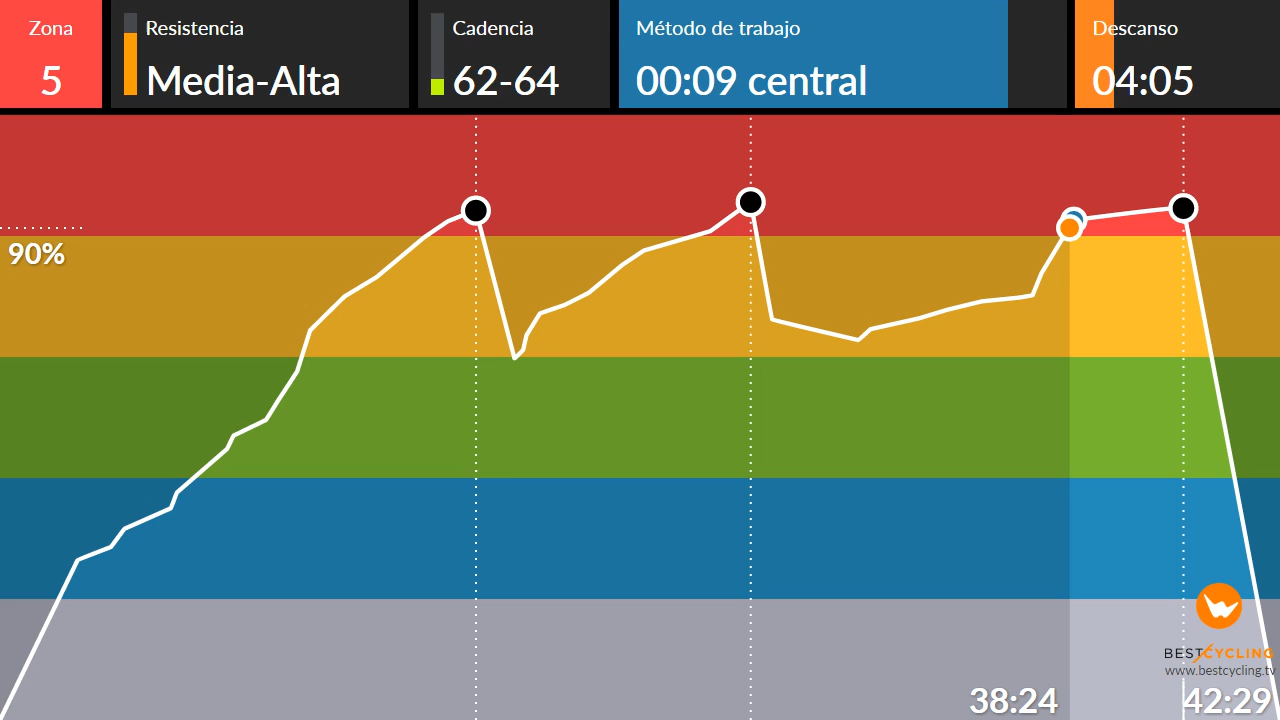 Zona
5
Resistencia
Media-Alta
Cadencia
62-64
Método de trabajo
00:09 central
Descanso
04:05
90%
BESTCYCLING
www.bestcycling.tv
38:24
42:29